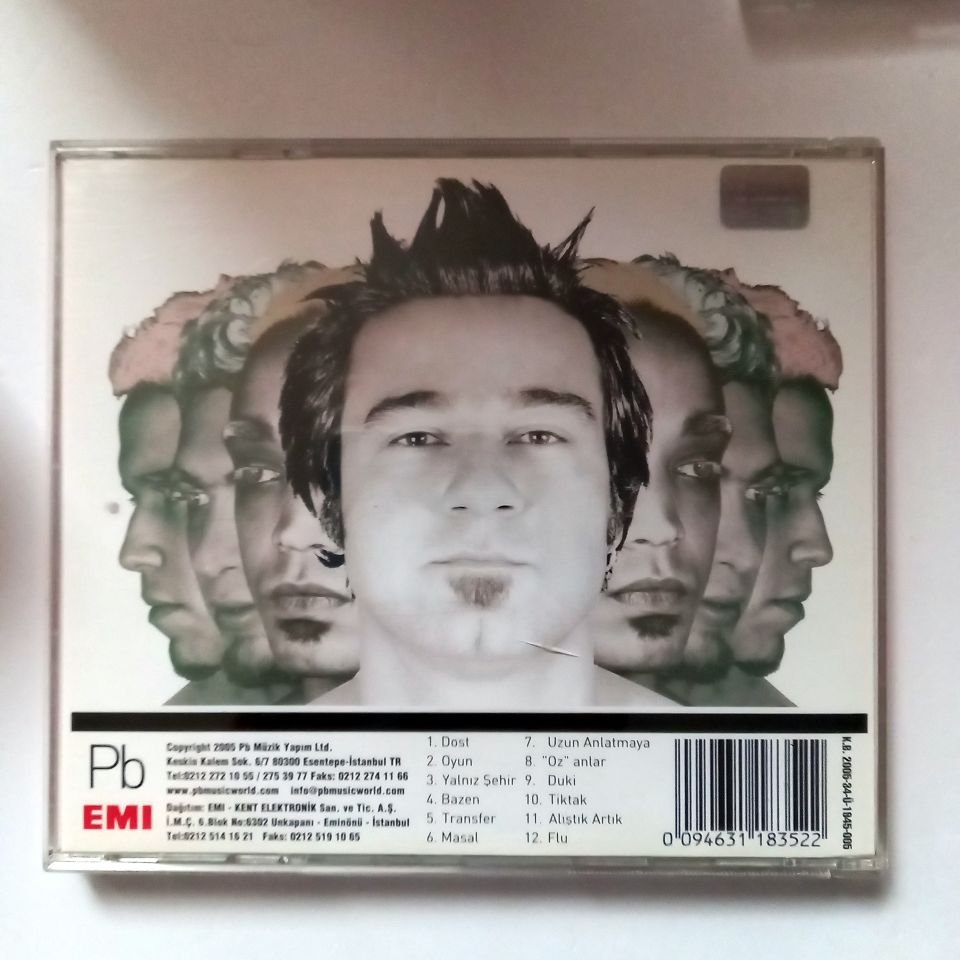 Pb
EMI
Copyright 2005 Pb Müzik Yapım Ltd.
Keskin Kalem Sok. 6/7 80300 Esentepe-İstanbul TR
Tel:0212 272 10 55 / 275 39 77 Faks: 0212 274 11 66
www.pbmusicworld.com info@pbmusicworld.com
Dağıtım: EMI - KENT ELEKTRONİK San. ve Tic. A.Ş.
İ.M.Ç. 6.Blok No:6302 Unkapanı - Eminönü - İstanbul
Tel:0212 514 16 21 Faks: 0212 519 10 65
1. Dost
2. Oyun
3. Yalnız Şehir
4. Bazen
5. Transfer
6. Masal
7. Uzun Anlatmaya
8. "Oz" anlar
9. Duki
10. Tiktak
11. Alıştık Artık
12. Flu
0 094631 183522
K.B. 2005-34-Ü-1945-005